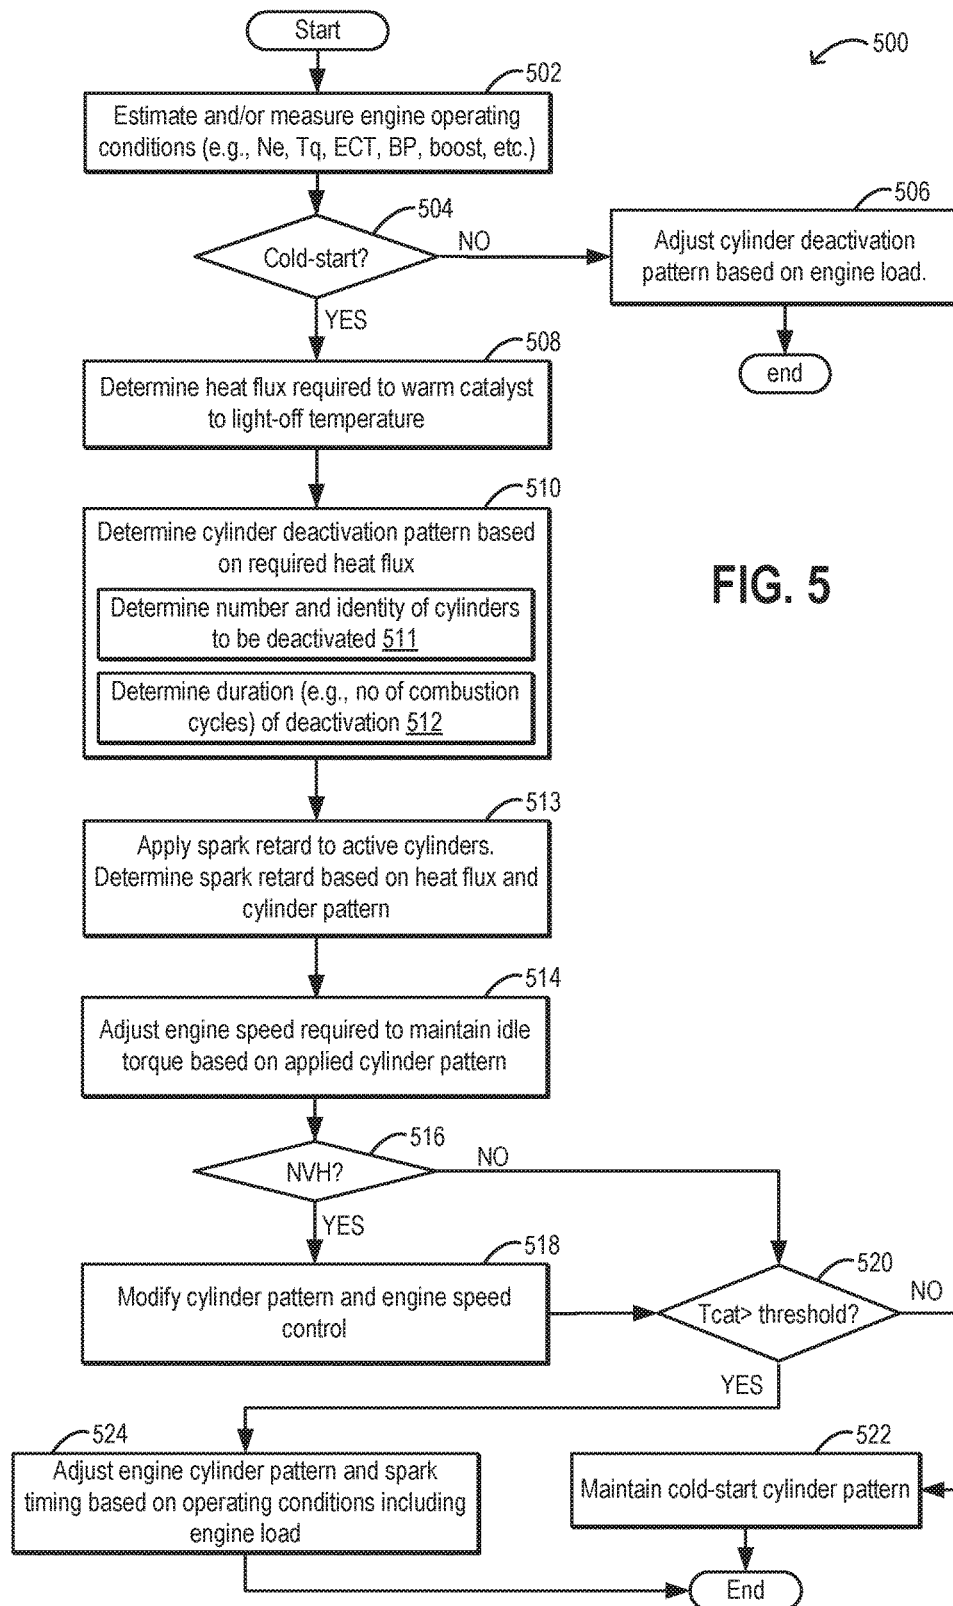 Start
500
502
Estimate and/or measure engine operating
conditions (e.g., Ne, Tq, ECT, BP, boost, etc.)
504
Cold-start?
NO
506
Adjust cylinder deactivation
pattern based on engine load.
end
YES
508
Determine heat flux required to warm catalyst
to light-off temperature
510
Determine cylinder deactivation pattern based
on required heat flux
Determine number and identity of cylinders
to be deactivated 511
Determine duration (e.g., no of combustion
cycles) of deactivation 512
FIG. 5
513
Apply spark retard to active cylinders.
Determine spark retard based on heat flux and
cylinder pattern
514
Adjust engine speed required to maintain idle
torque based on applied cylinder pattern
516
NVH?
NO
YES
518
Modify cylinder pattern and engine speed
control
520
Tcat> threshold?
NO
YES
524
Adjust engine cylinder pattern and spark
timing based on operating conditions including
engine load
522
Maintain cold-start cylinder pattern
End